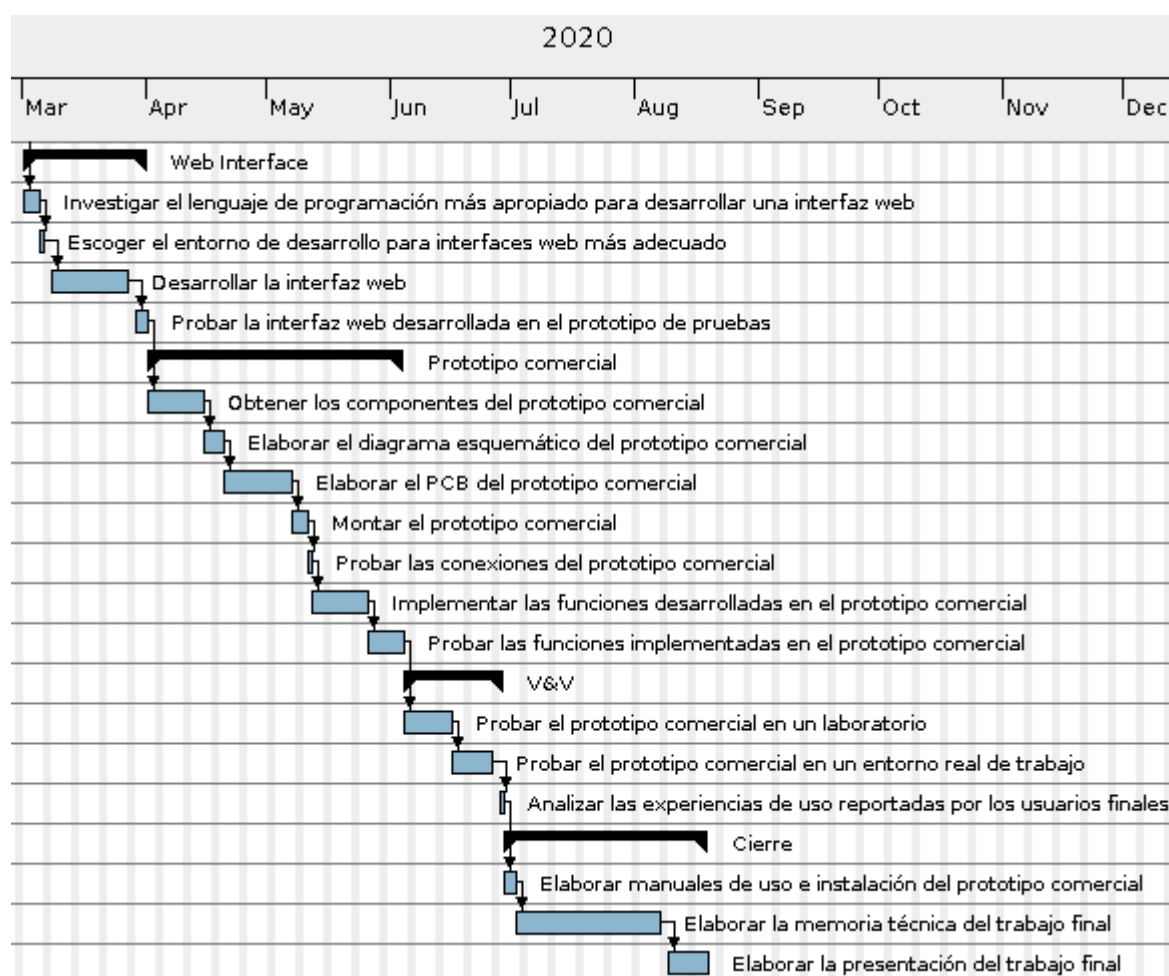 2020
Mar Apr May Jun Jul Aug Sep Oct Nov Dec
Web Interface
Investigar el lenguaje de programación más apropiado para desarrollar una interfaz web
Escoger el entorno de desarrollo para interfaces web más adecuado
Desarrollar la interfaz web
Probar la interfaz web desarrollada en el prototipo de pruebas
Prototipo comercial
Obtener los componentes del prototipo comercial
Elaborar el diagrama esquemático del prototipo comercial
Elaborar el PCB del prototipo comercial
Montar el prototipo comercial
Probar las conexiones del prototipo comercial
Implementar las funciones desarrolladas en el prototipo comercial
Probar las funciones implementadas en el prototipo comercial
V&V
Probar el prototipo comercial en un laboratorio
Probar el prototipo comercial en un entorno real de trabajo
Analizar las experiencias de uso reportadas por los usuarios finales
Cierre
Elaborar manuales de uso e instalación del prototipo comercial
Elaborar la memoria técnica del trabajo final
Elaborar la presentación del trabajo final